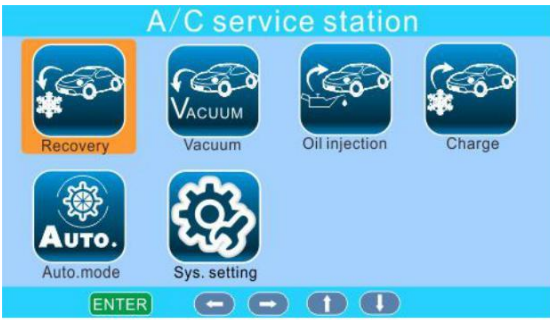 A/C service station
VACUUM
Recovery
Vacuum
Oil injection
Charge
AUTO.
Auto.mode
Sys. setting
ENTER